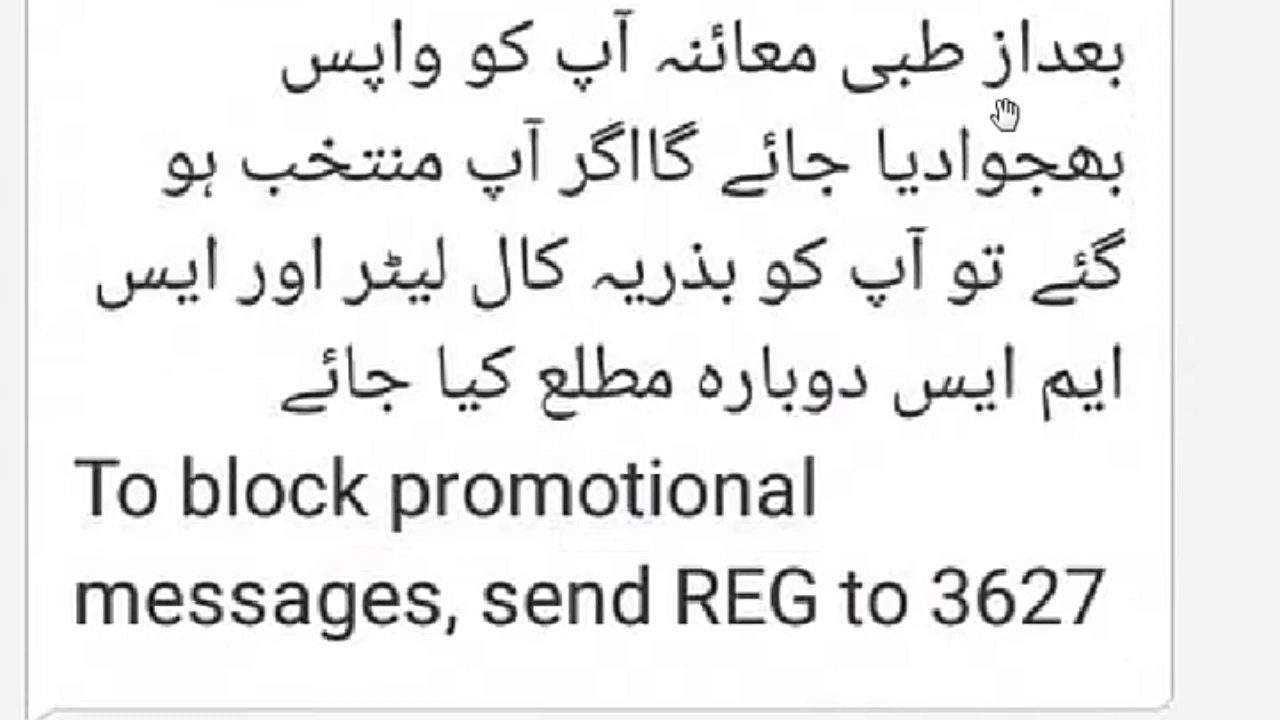 بعداز طبی معائنہ آپ کو واپس
بھجوادیا جائے گااگر آپ منتخب ہو
گئے تو آپ کو بذریہ کال لیٹر اور ایس
ایم ایس دوبارہ مطلع کیا جائے
To block promotional
messages, send REG to 3627